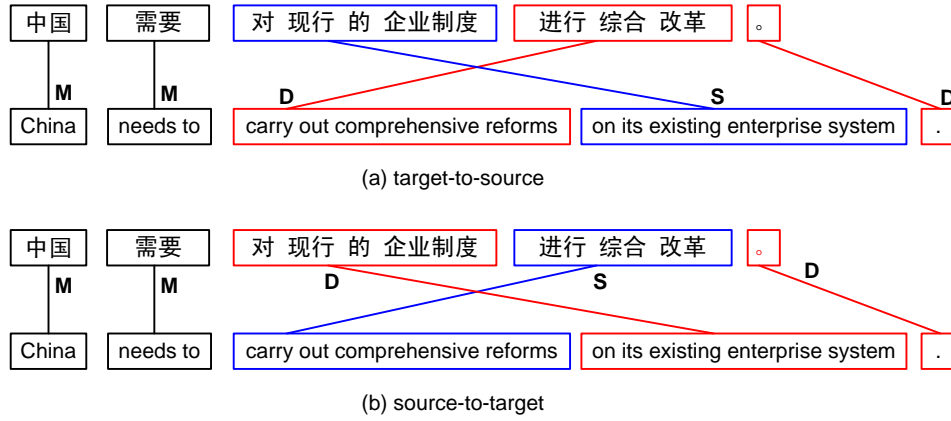 中国 需要 对 现行 的 企业制度 进行 综合 改革 。
M M D S D
China needs to carry out comprehensive reforms on its existing enterprise system .
(a) target-to-source
中国 需要 对 现行 的 企业制度 进行 综合 改革 。
M M D S D
China needs to carry out comprehensive reforms on its existing enterprise system .
(b) source-to-target